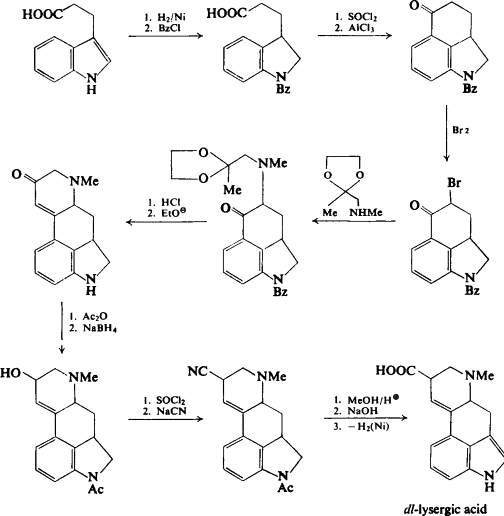 HOOC
N
H
1. H2/Ni
2. BzCl
HOOC
N
Bz
1. SOCl2
2. AlCl3
O
N
Bz
Br2
Br
O
N
Bz
O
O
Me NHMe
O
O
Me
NMe
O
N
Bz
1. HCl
2. EtO⊖
O
NMe
N
H
1. Ac2O
2. NaBH4
HO
NMe
N
Ac
1. SOCl2
2. NaCN
NC
NMe
N
Ac
1. MeOH/H⊕
2. NaOH
3. −H2(Ni)
HOOC
NMe
N
H
dl-lysergic acid